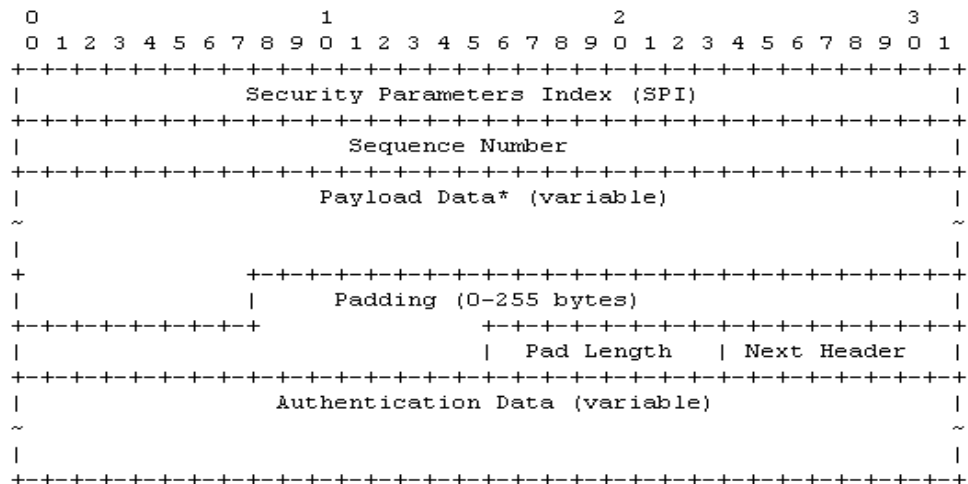 0                   1                   2                   3
 0 1 2 3 4 5 6 7 8 9 0 1 2 3 4 5 6 7 8 9 0 1 2 3 4 5 6 7 8 9 0 1
+-+-+-+-+-+-+-+-+-+-+-+-+-+-+-+-+-+-+-+-+-+-+-+-+-+-+-+-+-+-+-+-+
|               Security Parameters Index (SPI)                 |
+-+-+-+-+-+-+-+-+-+-+-+-+-+-+-+-+-+-+-+-+-+-+-+-+-+-+-+-+-+-+-+-+
|                      Sequence Number                          |
+-+-+-+-+-+-+-+-+-+-+-+-+-+-+-+-+-+-+-+-+-+-+-+-+-+-+-+-+-+-+-+-+
|                    Payload Data* (variable)                   |
~                                                               ~
|                                                               |
+               +-+-+-+-+-+-+-+-+-+-+-+-+-+-+-+-+-+-+-+-+-+-+-+-+
|               |     Padding (0-255 bytes)                     |
+-+-+-+-+-+-+-+-+               +-+-+-+-+-+-+-+-+-+-+-+-+-+-+-+-+
|                               |  Pad Length   | Next Header   |
+-+-+-+-+-+-+-+-+-+-+-+-+-+-+-+-+-+-+-+-+-+-+-+-+-+-+-+-+-+-+-+-+
|                 Authentication Data (variable)                |
~                                                               ~
|                                                               |
+-+-+-+-+-+-+-+-+-+-+-+-+-+-+-+-+-+-+-+-+-+-+-+-+-+-+-+-+-+-+-+-+